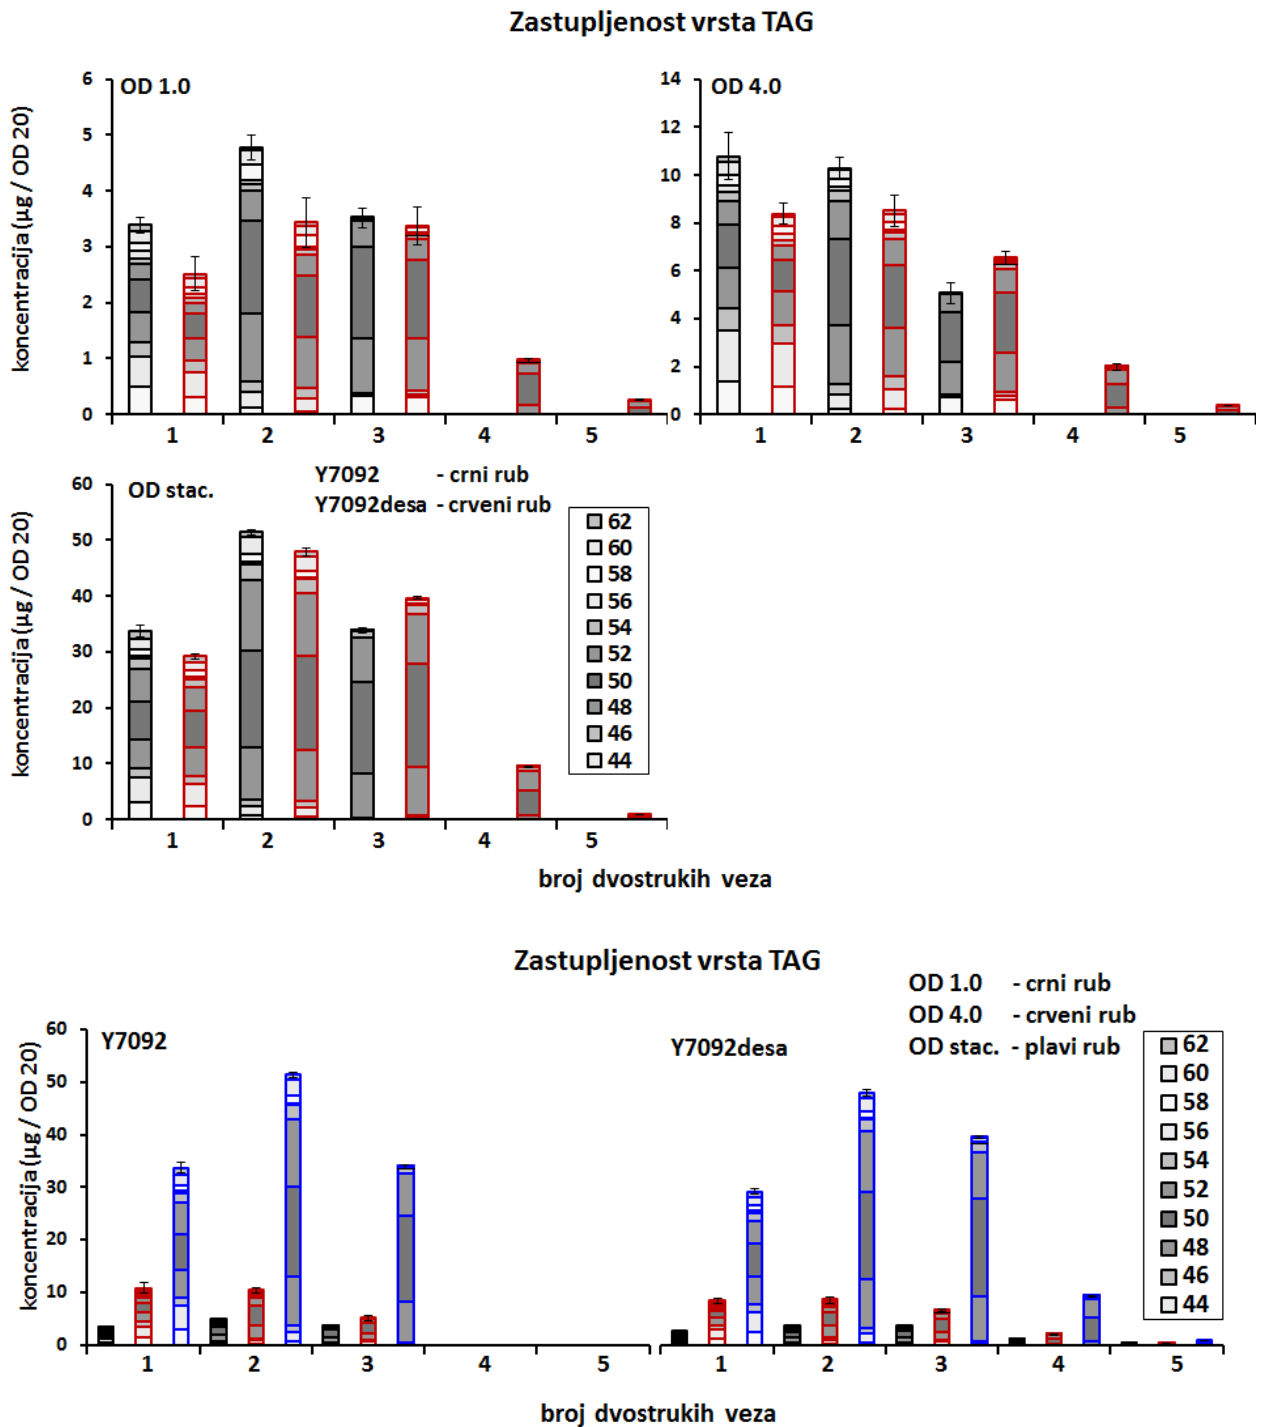 Zastupljenost vrsta TAG
koncentracija (µg / OD 20)
OD 1.0
6
5
4
3
2
1
0
1 2 3 4 5
OD 4.0
14
12
10
8
6
4
2
0
1 2 3 4 5
koncentracija (µg / OD 20)
OD stac.
60
50
40
30
20
10
0
1 2 3 4 5
Y7092 - crni rub
Y7092desa - crveni rub
62
60
58
56
54
52
50
48
46
44
broj dvostrukih veza
Zastupljenost vrsta TAG
OD 1.0 - crni rub
OD 4.0 - crveni rub
OD stac. - plavi rub
koncentracija (µg / OD 20)
Y7092
60
50
40
30
20
10
0
1 2 3 4 5
Y7092desa
1 2 3 4 5
62
60
58
56
54
52
50
48
46
44
broj dvostrukih veza